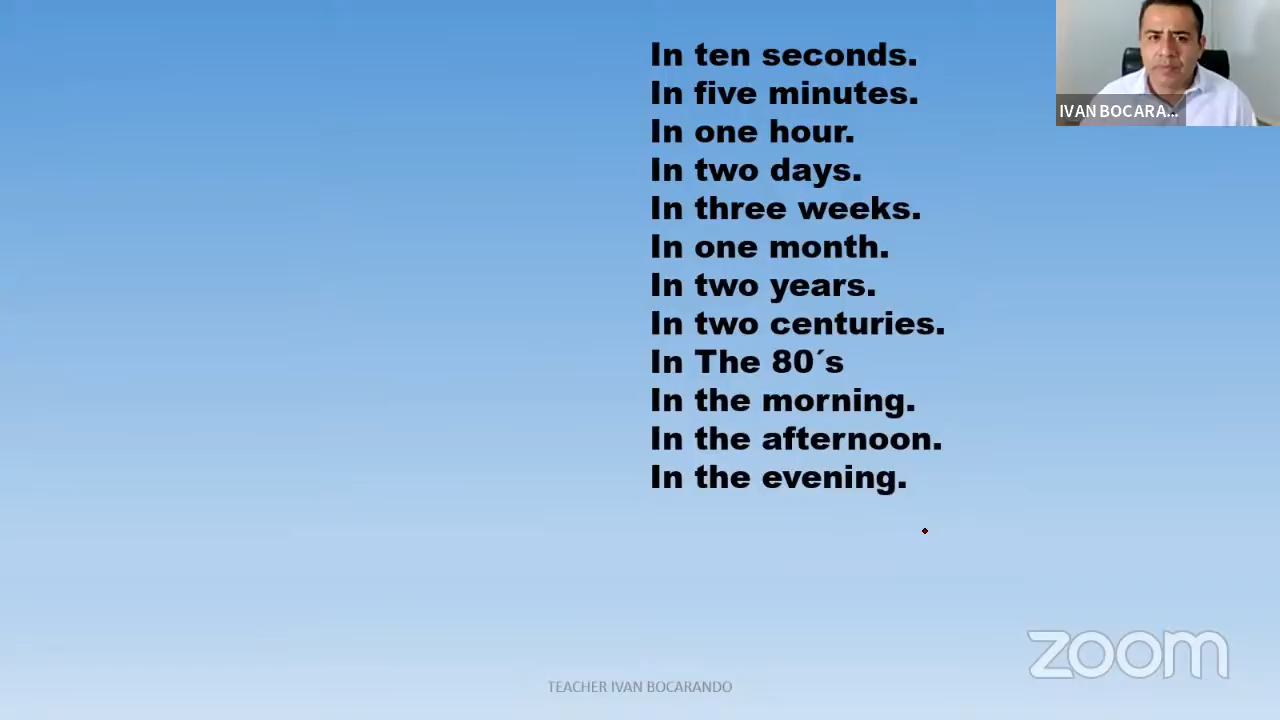 In ten seconds.
In five minutes.
In one hour.
In two days.
In three weeks.
In one month.
In two years.
In two centuries.
In The 80´s
In the morning.
In the afternoon.
In the evening.
IVAN BOCARA...
zoom
TEACHER IVAN BOCARANDO